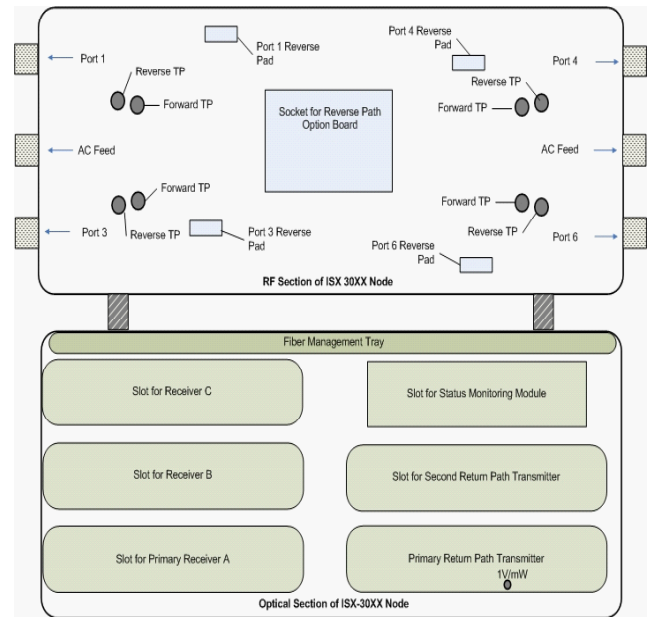 Port 1
Port 1 Reverse
Pad
Port 4 Reverse
Pad
Port 4
Reverse TP
Forward TP
Reverse TP
Forward TP
Socket for Reverse Path
Option Board
AC Feed
AC Feed
Forward TP
Forward TP
Port 3
Reverse TP
Port 3 Reverse
Pad
Reverse TP
Port 6
Port 6 Reverse
Pad
RF Section of ISX 30XX Node
Fiber Management Tray
Slot for Receiver C
Slot for Status Monitoring Module
Slot for Receiver B
Slot for Second Return Path Transmitter
Slot for Primary Receiver A
Primary Return Path Transmitter
1V/mW
Optical Section of ISX-30XX Node